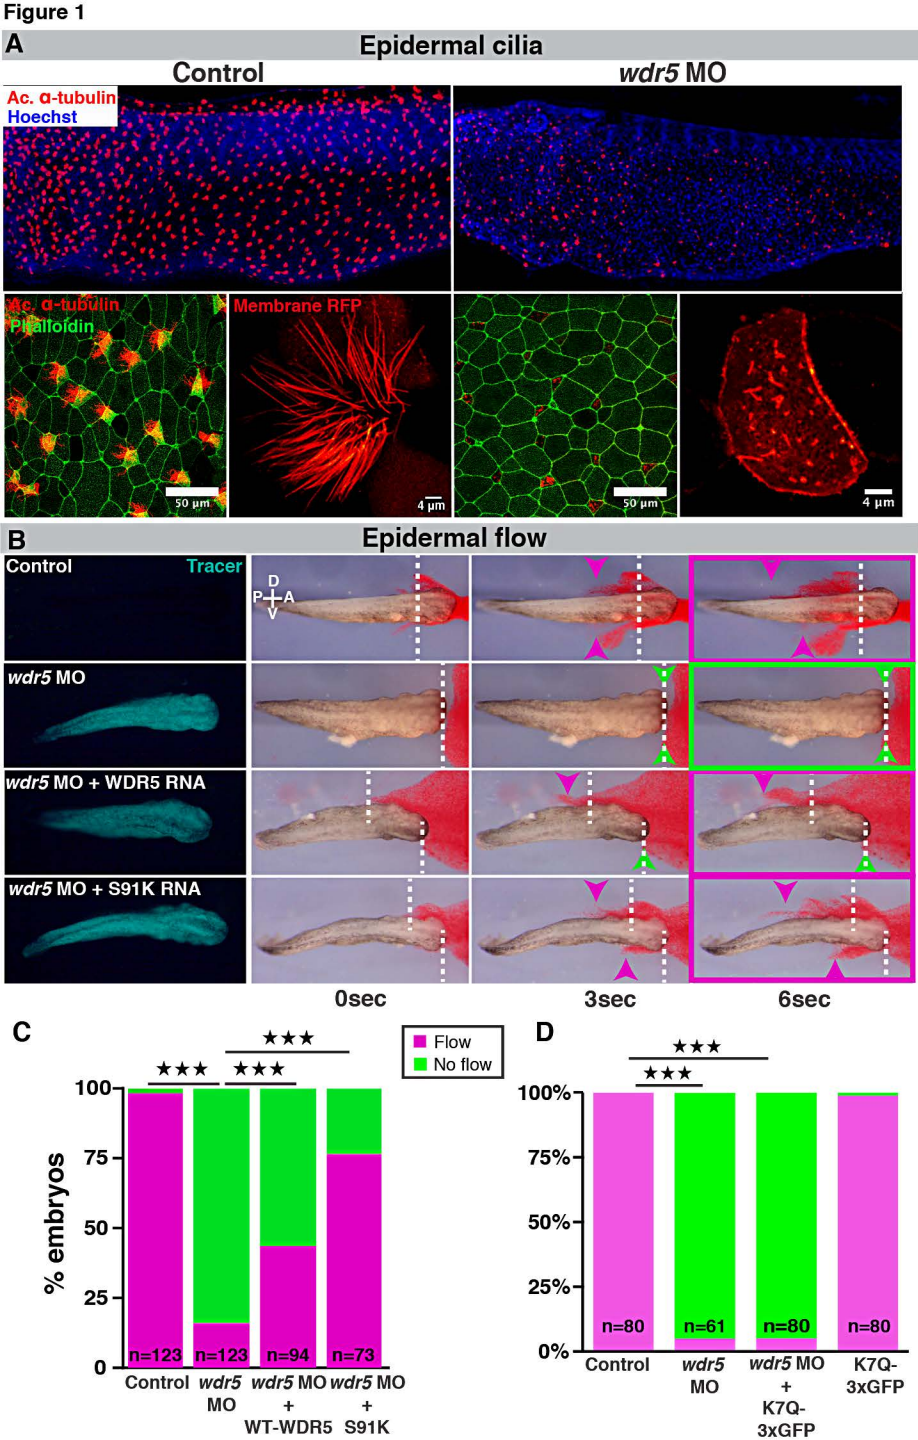 Figure 1
A
Epidermal cilia
Control
wdr5 MO
Ac. α-tubulin
Hoechst
Ac. α-tubulin
Phalloidin
Membrane RFP
50 μm
4 μm
50 μm
4 μm
B
Epidermal flow
Control
Tracer
D
P A
V
wdr5 MO
wdr5 MO + WDR5 RNA
wdr5 MO + S91K RNA
0sec
3sec
6sec
C
★★★
★★★ ★★★
Flow
No flow
% embryos
100
75
50
25
0
n=123
n=123
n=94
n=73
Control
wdr5
MO
wdr5 MO
+
WT-WDR5
wdr5 MO
+
S91K
D
★★★
★★★
100%
75%
50%
25%
0%
n=80
n=61
n=80
n=80
Control
wdr5
MO
wdr5 MO
+
K7Q-
3xGFP
K7Q-
3xGFP